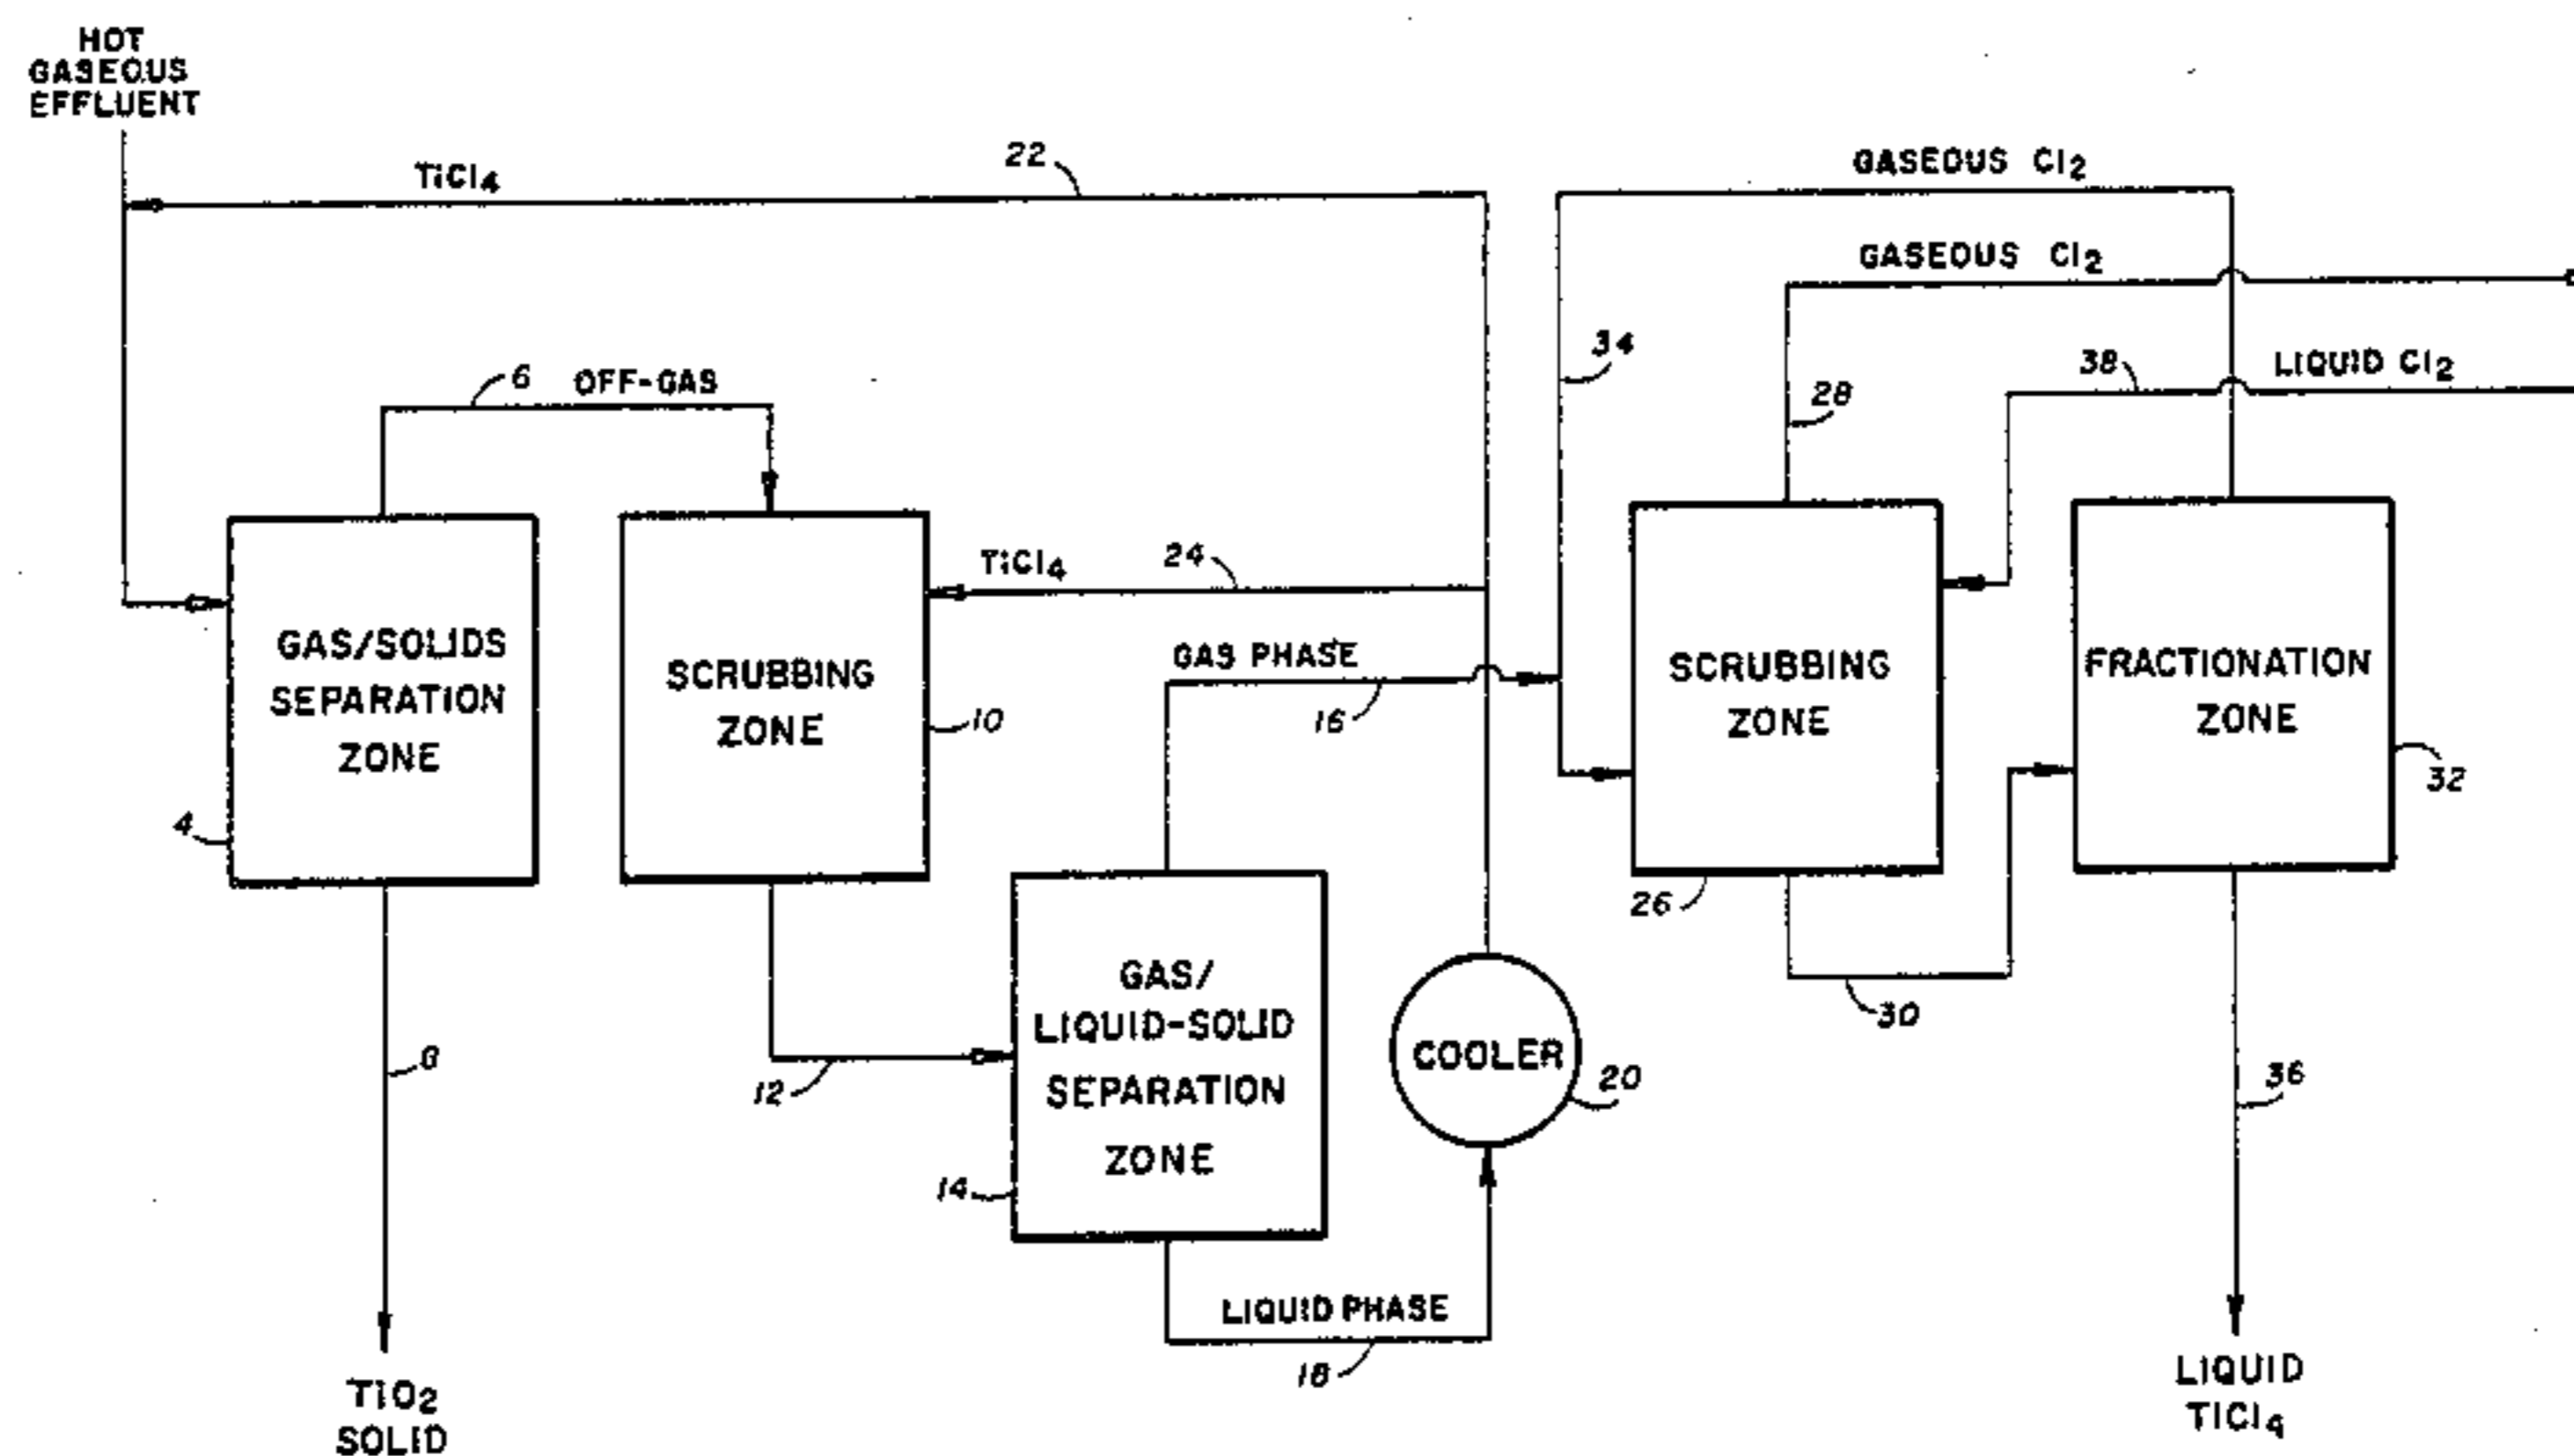 HOT
GASEOUS
EFFLUENT
TiCl4
22
GASEOUS Cl2
GASEOUS Cl2
34
38
LIQUID Cl2
6
OFF-GAS
28
TiCl4
24
GAS/SOLIDS
SEPARATION
ZONE
SCRUBBING
ZONE
GAS PHASE
SCRUBBING
ZONE
FRACTIONATION
ZONE
10
16
32
4
26
GAS/
LIQUID-SOLID
SEPARATION
ZONE
30
COOLER
8
12
20
36
14
LIQUID PHASE
18
TiO2
SOLID
LIQUID
TiCl4